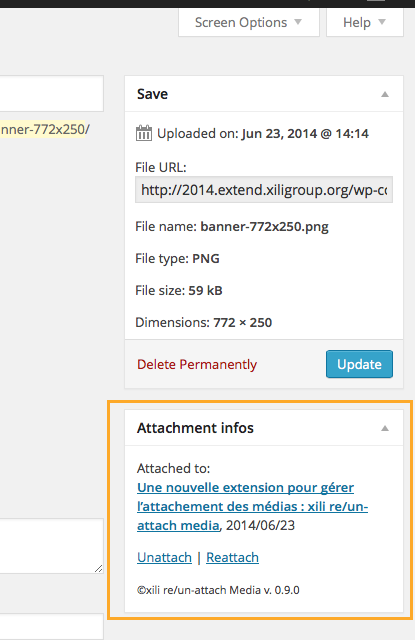 Screen Options
Help
Save
nner-772x250/
Uploaded on: Jun 23, 2014 @ 14:14
File URL:
http://2014.extend.xiligroup.org/wp-co
File name: banner-772x250.png
File type: PNG
File size: 59 kB
Dimensions: 772 × 250
Delete Permanently
Update
Attachment infos
Attached to:
Une nouvelle extension pour gérer
l’attachement des médias : xili re/un-
attach media, 2014/06/23
Unattach | Reattach
©xili re/un-attach Media v. 0.9.0